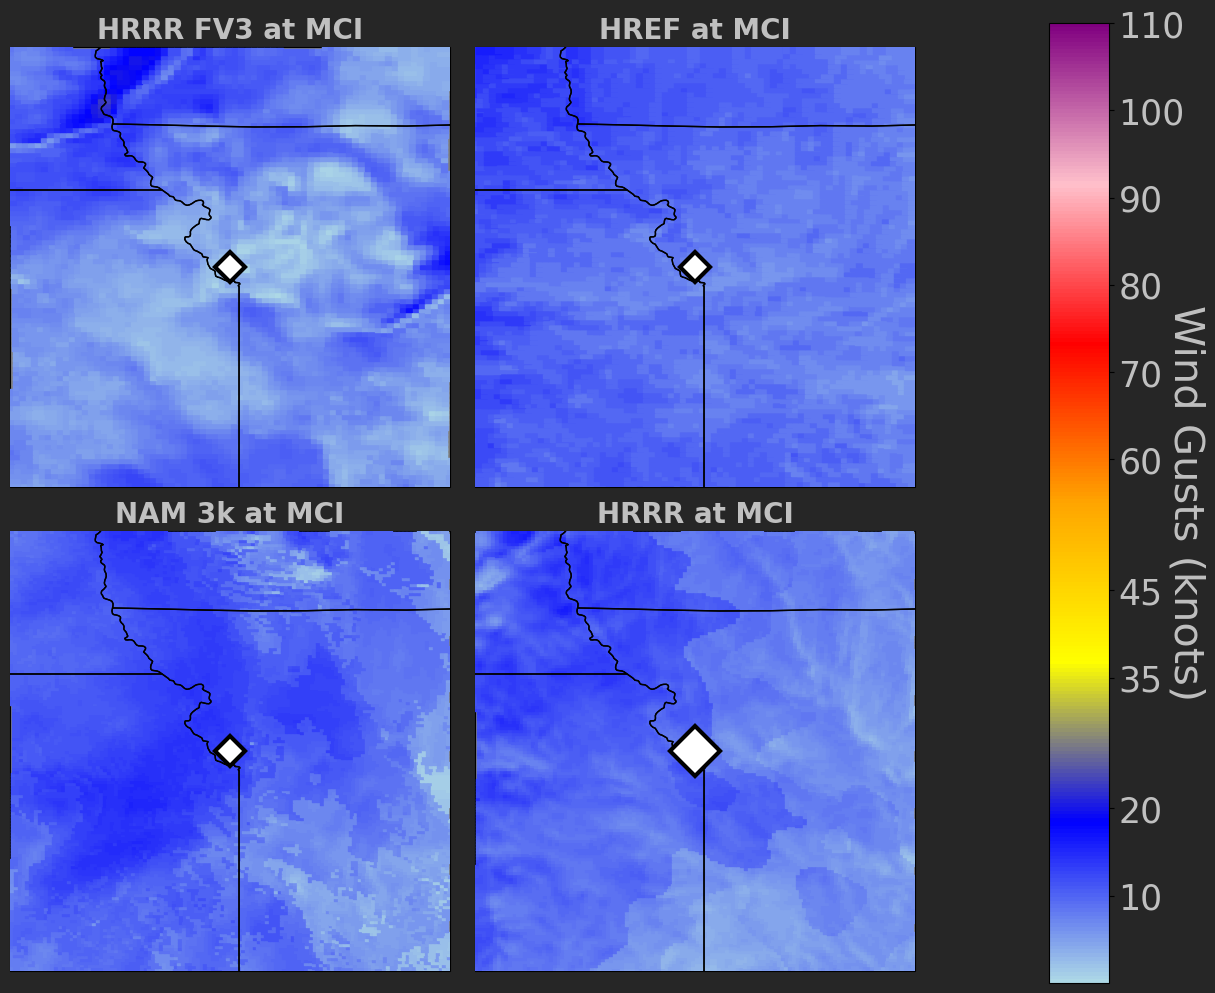 HRRR FV3 at MCI
HREF at MCI
NAM 3k at MCI
HRRR at MCI
110
100
90
80
70
60
45
35
20
10
Wind Gusts (knots)